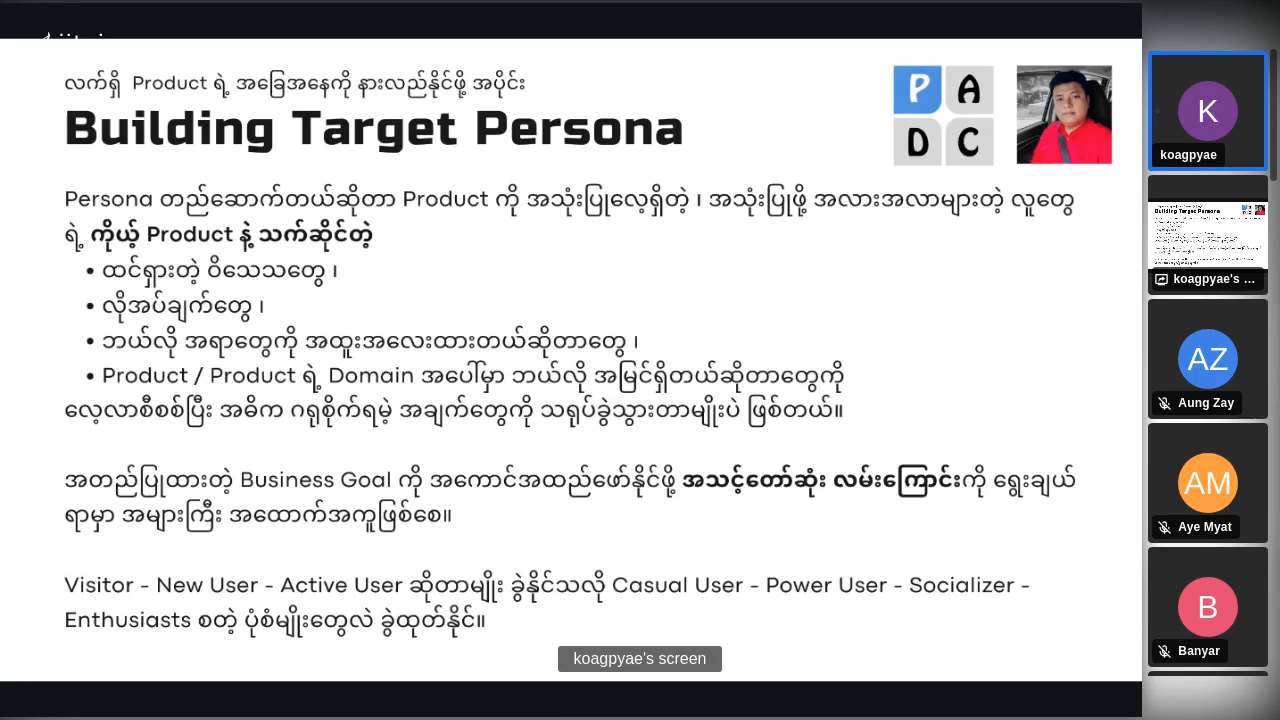 လက်ရှိ Product ရဲ့ အခြေအနေကို နားလည်နိုင်ဖို့ အပိုင်း
Building Target Persona
P A
D C
Persona တည်ဆောက်တယ်ဆိုတာ Product ကို အသုံးပြုလေ့ရှိတဲ့ ၊ အသုံးပြုဖို့ အလားအလာများတဲ့ လူတွေ
ရဲ့ ကိုယ့် Product နဲ့ သက်ဆိုင်တဲ့
• ထင်ရှားတဲ့ ဝိသေသတွေ ၊
• လိုအပ်ချက်တွေ ၊
• ဘယ်လို အရာတွေကို အထူးအလေးထားတယ်ဆိုတာတွေ ၊
• Product / Product ရဲ့ Domain အပေါ်မှာ ဘယ်လို အမြင်ရှိတယ်ဆိုတာတွေကို
လေ့လာစီစစ်ပြီး အဓိက ဂရုစိုက်ရမဲ့ အချက်တွေကို သရုပ်ခွဲသွားတာမျိုးပဲ ဖြစ်တယ်။
အတည်ပြုထားတဲ့ Business Goal ကို အကောင်အထည်ဖော်နိုင်ဖို့ အသင့်တော်ဆုံး လမ်းကြောင်းကို ရွေးချယ်
ရာမှာ အများကြီး အထောက်အကူဖြစ်စေ။
Visitor - New User - Active User ဆိုတာမျိုး ခွဲနိုင်သလို Casual User - Power User - Socializer -
Enthusiasts စတဲ့ ပုံစံမျိုးတွေလဲ ခွဲထုတ်နိုင်။
koagpyae's screen
K
koagpyae
Building Target Persona
koagpyae's ...
AZ
Aung Zay
AM
Aye Myat
B
Banyar